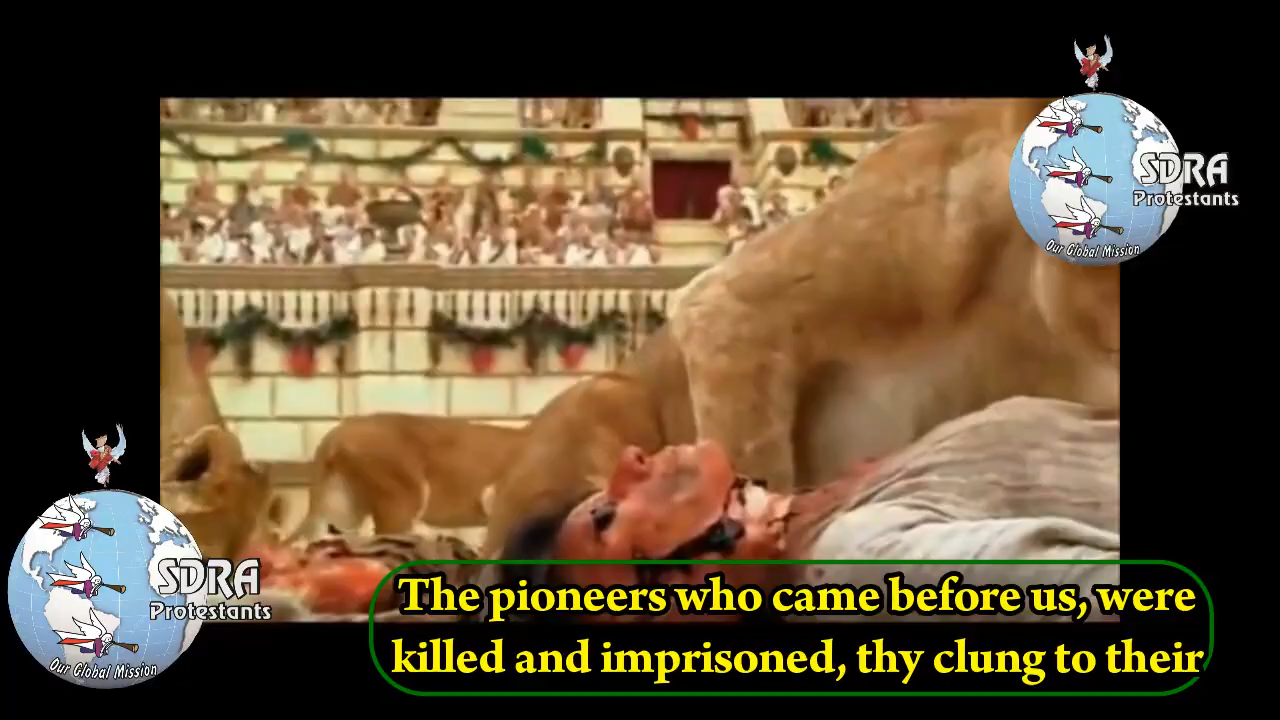 SDRA
Protestants
Our Global Mission
SDRA
Protestants
Our Global Mission
The pioneers who came before us, were
killed and imprisoned, thy clung to their